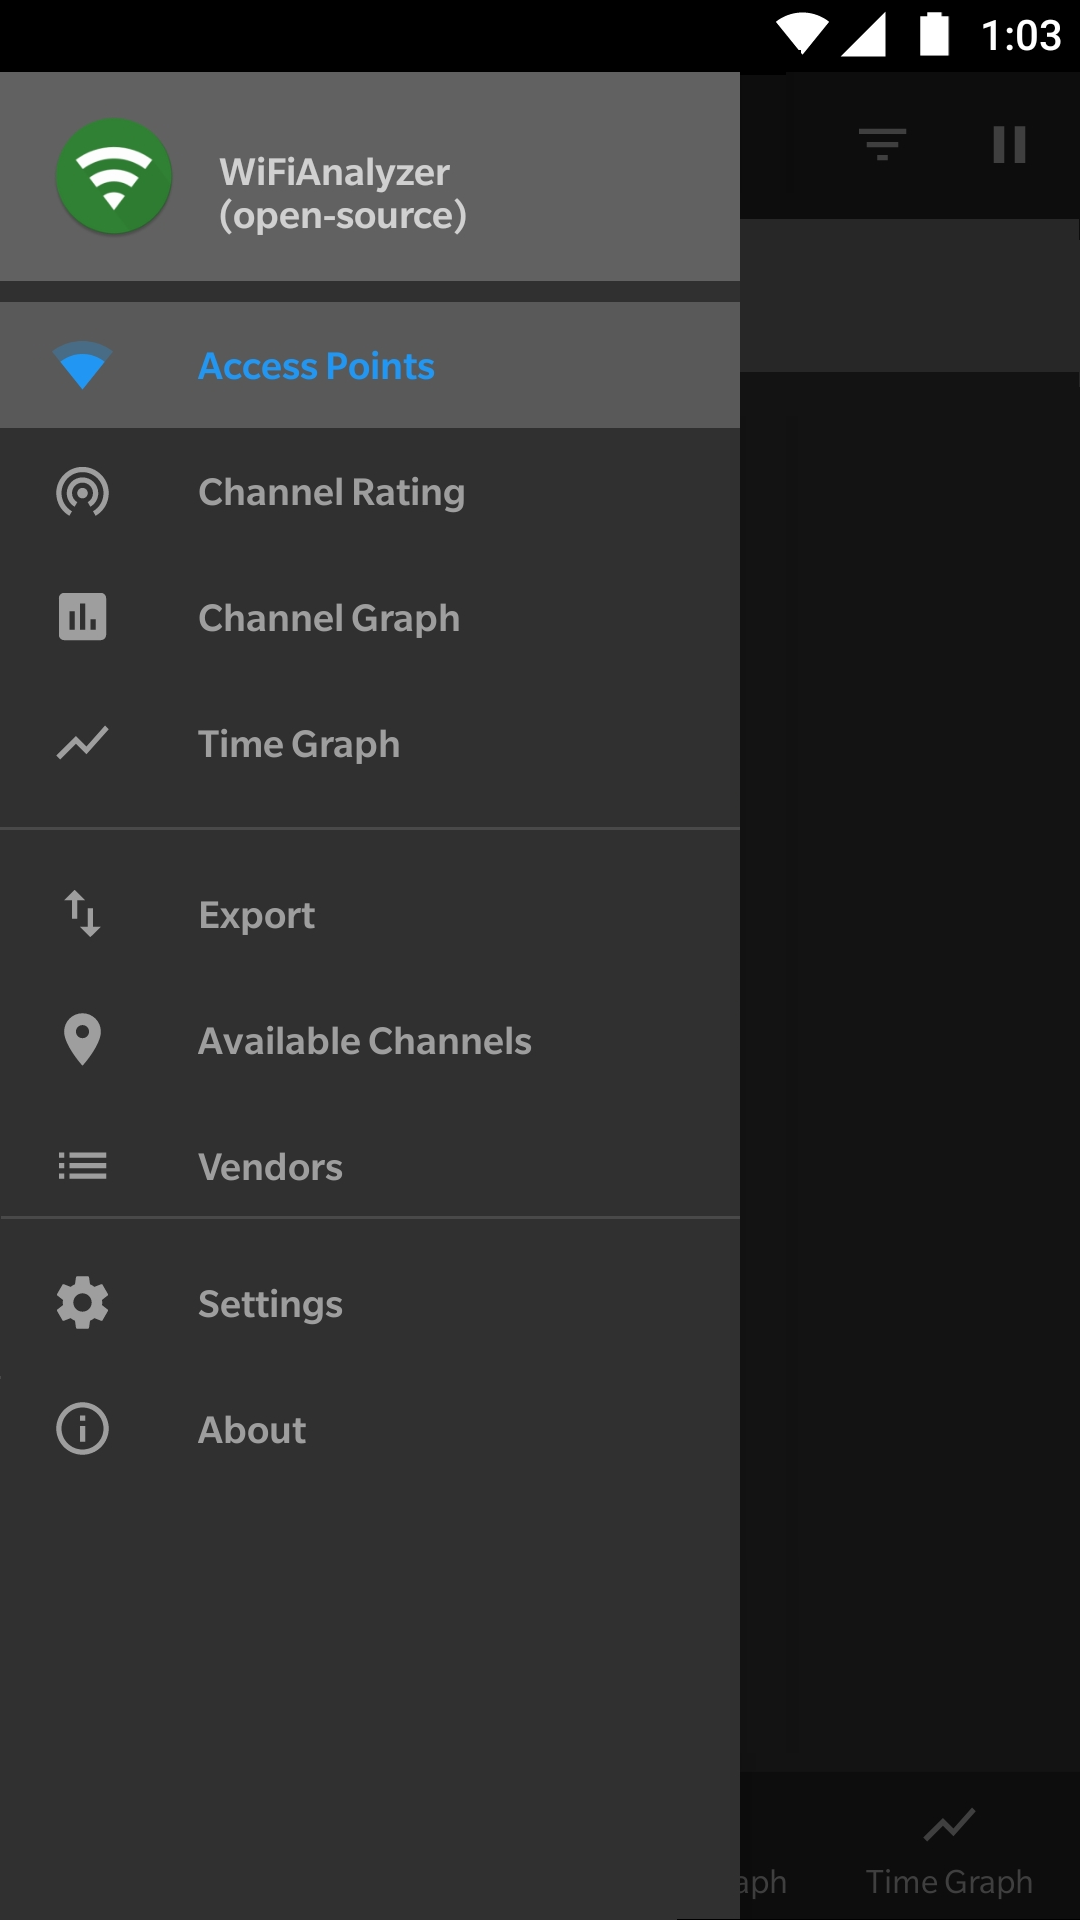 1:03
WiFiAnalyzer
(open-source)
Access Points
Channel Rating
Channel Graph
Time Graph
Export
Available Channels
Vendors
Settings
About
aph
Time Graph